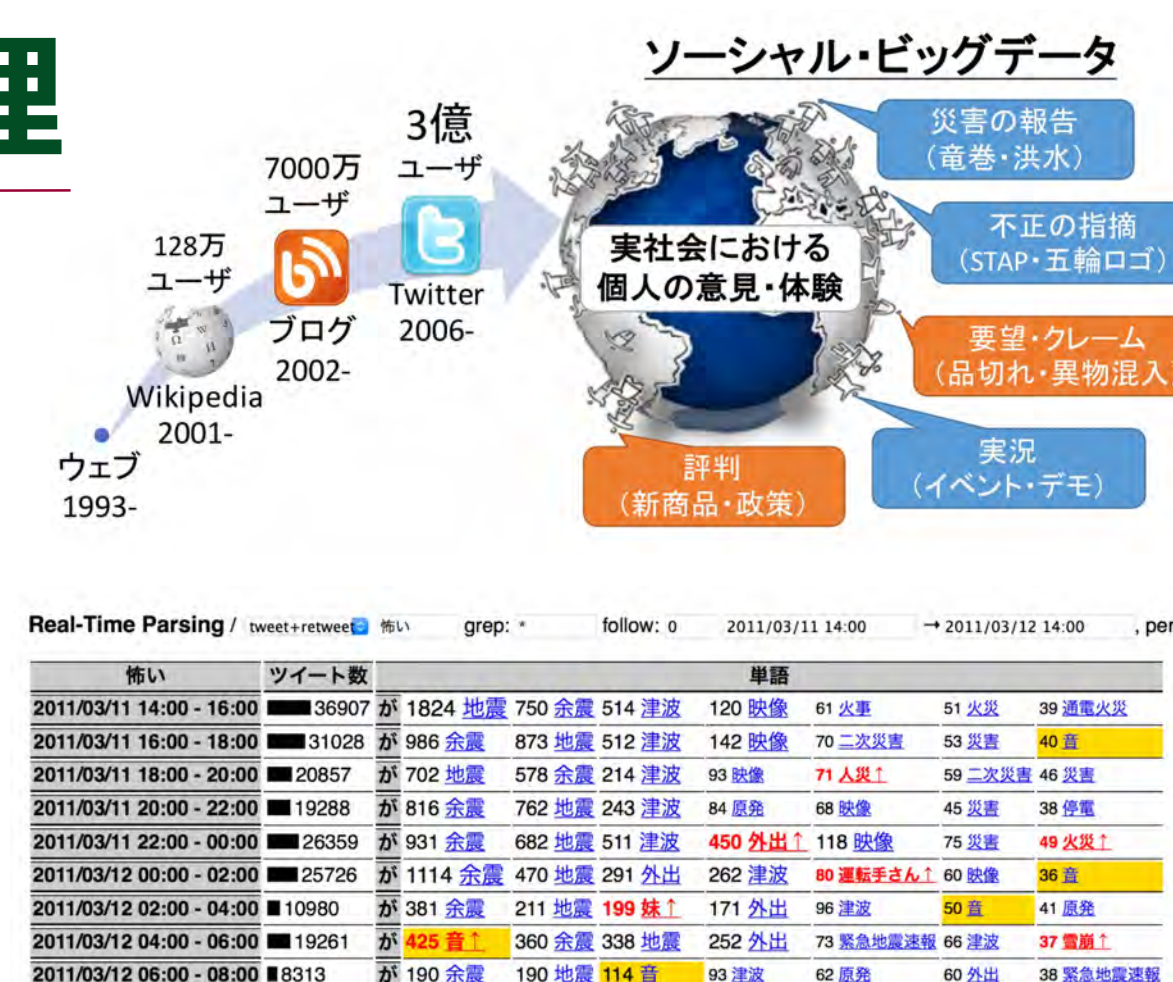 理
ソーシャル・ビッグデータ
3億
ユーザ
7000万
ユーザ
128万
ユーザ
Twitter
2006-
ブログ
2002-
Wikipedia
2001-
ウェブ
1993-
実社会における
個人の意見・体験
災害の報告
(竜巻・洪水)
不正の指摘
(STAP・五輪ロゴ)
要望・クレーム
(品切れ・異物混入
実況
(イベント・デモ)
評判
(新商品・政策)
Real-Time Parsing / tweet+retweet 怖い grep: * follow: 0 2011/03/11 14:00 → 2011/03/12 14:00 , per
怖い ツイート数 単語
2011/03/11 14:00 - 16:00 36907 が 1824 地震 750 余震 514 津波 120 映像 61 火事 51 火災 39 通電火災
2011/03/11 16:00 - 18:00 31028 が 986 余震 873 地震 512 津波 142 映像 70 二次災害 53 災害 40 音
2011/03/11 18:00 - 20:00 20857 が 702 地震 578 余震 214 津波 93 映像 71 人災↑ 59 二次災害 46 災害
2011/03/11 20:00 - 22:00 19288 が 816 余震 762 地震 243 津波 84 原発 68 映像 45 災害 38 停電
2011/03/11 22:00 - 00:00 26359 が 931 余震 682 地震 511 津波 450 外出↑ 118 映像 75 災害 49 火災↑
2011/03/12 00:00 - 02:00 25726 が 1114 余震 470 地震 291 外出 262 津波 80 運転手さん↑ 60 映像 36 音
2011/03/12 02:00 - 04:00 10980 が 381 余震 211 地震 199 妹↑ 171 外出 96 津波 50 音 41 原発
2011/03/12 04:00 - 06:00 19261 が 425 音↑ 360 余震 338 地震 252 外出 73 緊急地震速報 66 津波 37 雪崩↑
2011/03/12 06:00 - 08:00 8313 が 190 余震 190 地震 114 音 93 津波 62 原発 60 外出 38 緊急地震速報